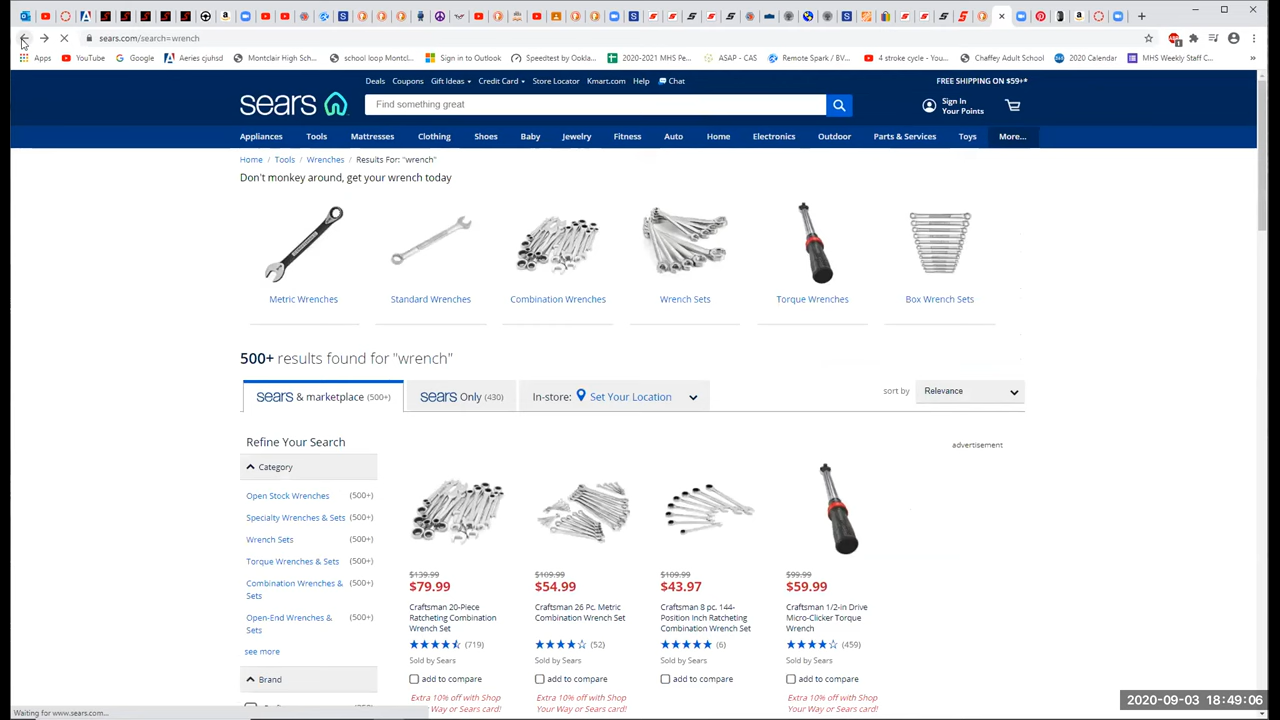 sears.com/search=wrench
Apps YouTube Google Aeries cjuhsd Montclair High Sch... school loop Montcl... Sign in to Outlook Speedtest by Ookla... 2020-2021 MHS Pe... ASAP - CAS Remote Spark / BV... 4 stroke cycle - You... Chaffey Adult School 2020 Calendar MHS Weekly Staff C... »
Deals Coupons Gift Ideas Credit Card Store Locator Kmart.com Help Chat FREE SHIPPING ON $59+*
sears Find something great Sign In
Your Points
Appliances Tools Mattresses Clothing Shoes Baby Jewelry Fitness Auto Home Electronics Outdoor Parts & Services Toys More...
Home / Tools / Wrenches / Results For: "wrench"
Don't monkey around, get your wrench today
Metric Wrenches Standard Wrenches Combination Wrenches Wrench Sets Torque Wrenches Box Wrench Sets
500+ results found for "wrench"
sears & marketplace (500+) sears Only (430) In-store: Set Your Location sort by Relevance
Refine Your Search
advertisement
Category
Open Stock Wrenches (500+)
Specialty Wrenches & Sets (500+)
Wrench Sets (500+)
Torque Wrenches & Sets (500+)
Combination Wrenches & (500+)
Sets
Open-End Wrenches & (500+)
Sets
see more
Brand
$139.99
$79.99
Craftsman 20-Piece
Ratcheting Combination
Wrench Set
(719)
Sold by Sears
add to compare
Extra 10% off with Shop
Your Way or Sears card!
$109.99
$54.99
Craftsman 26 Pc. Metric
Combination Wrench Set
(52)
Sold by Sears
add to compare
Extra 10% off with Shop
Your Way or Sears card!
$109.99
$43.97
Craftsman 8 pc. 144-
Position Inch Ratcheting
Combination Wrench Set
(6)
Sold by Sears
add to compare
Extra 10% off with Shop
Your Way or Sears card!
$99.99
$59.99
Craftsman 1/2-in Drive
Micro-Clicker Torque
Wrench
(459)
Sold by Sears
add to compare
Extra 10% off with Shop
Your Way or Sears card!
Waiting for www.sears.com...
2020-09-03 18:49:06